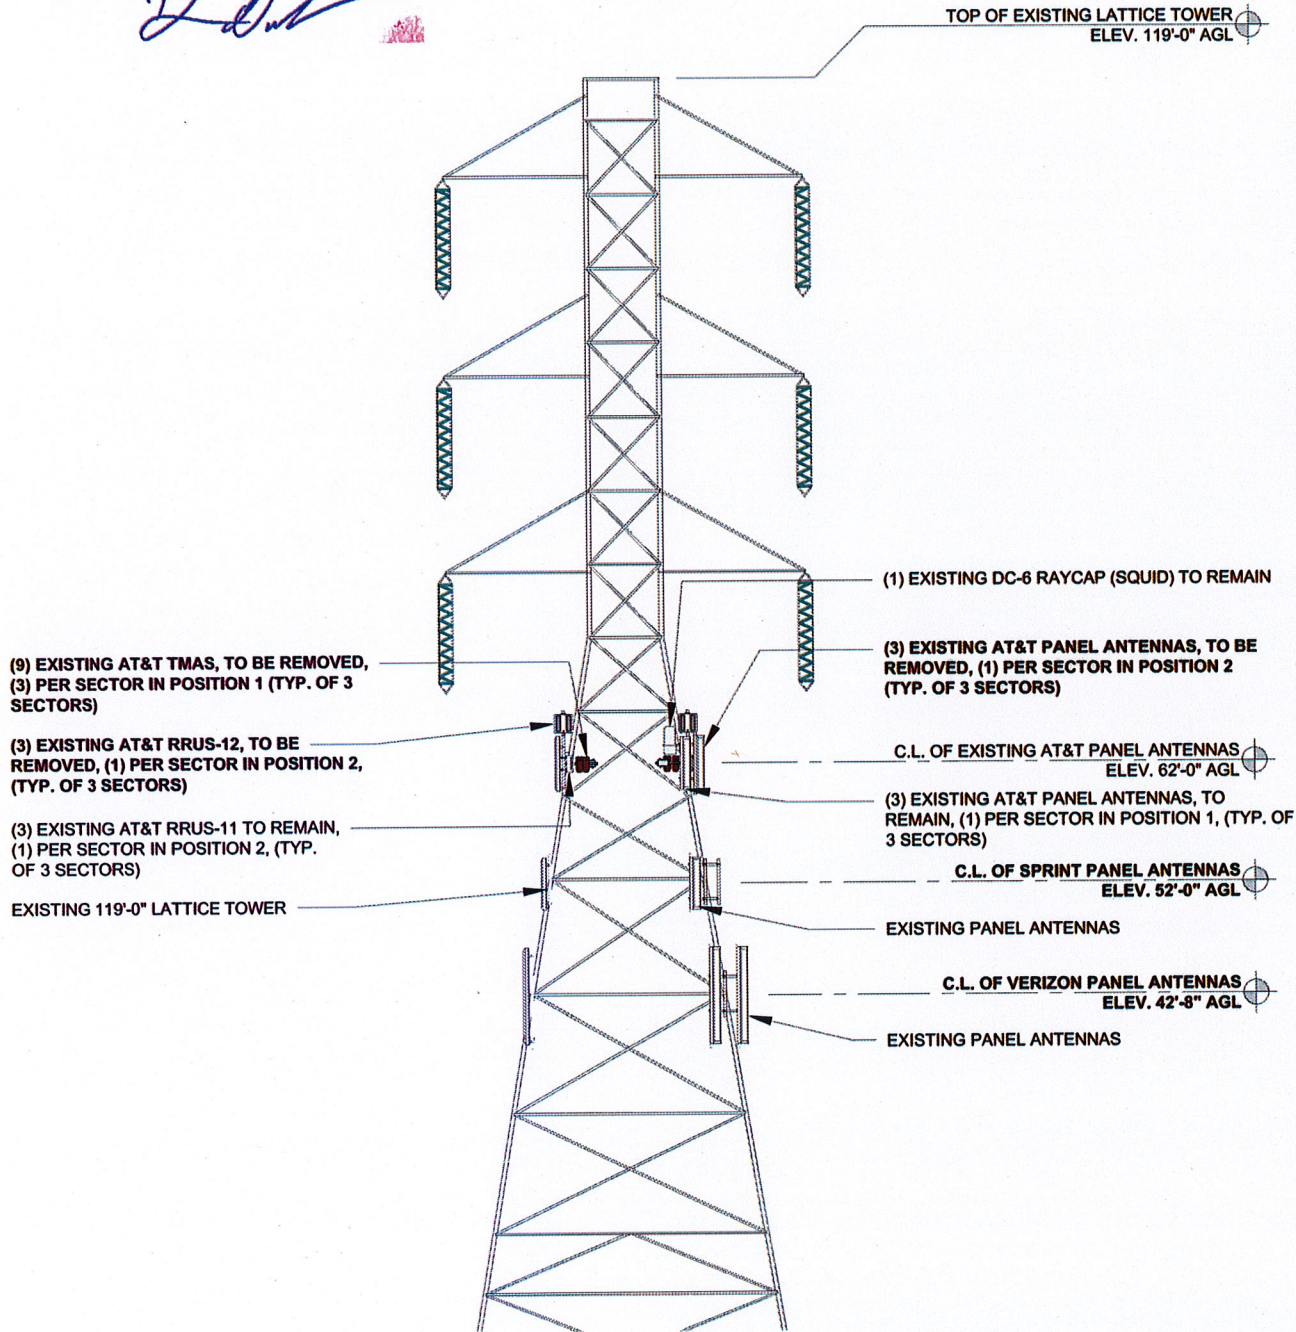 TOP OF EXISTING LATTICE TOWER
ELEV. 119'-0" AGL
(1) EXISTING DC-6 RAYCAP (SQUID) TO REMAIN
(9) EXISTING AT&T TMAS, TO BE REMOVED,
(3) PER SECTOR IN POSITION 1 (TYP. OF 3
SECTORS)
(3) EXISTING AT&T RRUS-12, TO BE
REMOVED, (1) PER SECTOR IN POSITION 2,
(TYP. OF 3 SECTORS)
(3) EXISTING AT&T RRUS-11 TO REMAIN,
(1) PER SECTOR IN POSITION 2, (TYP.
OF 3 SECTORS)
EXISTING 119'-0" LATTICE TOWER
(3) EXISTING AT&T PANEL ANTENNAS, TO BE
REMOVED, (1) PER SECTOR IN POSITION 2
(TYP. OF 3 SECTORS)
C.L. OF EXISTING AT&T PANEL ANTENNAS
ELEV. 62'-0" AGL
(3) EXISTING AT&T PANEL ANTENNAS, TO
REMAIN, (1) PER SECTOR IN POSITION 1, (TYP. OF
3 SECTORS)
C.L. OF SPRINT PANEL ANTENNAS
ELEV. 52'-0" AGL
EXISTING PANEL ANTENNAS
C.L. OF VERIZON PANEL ANTENNAS
ELEV. 42'-8" AGL
EXISTING PANEL ANTENNAS